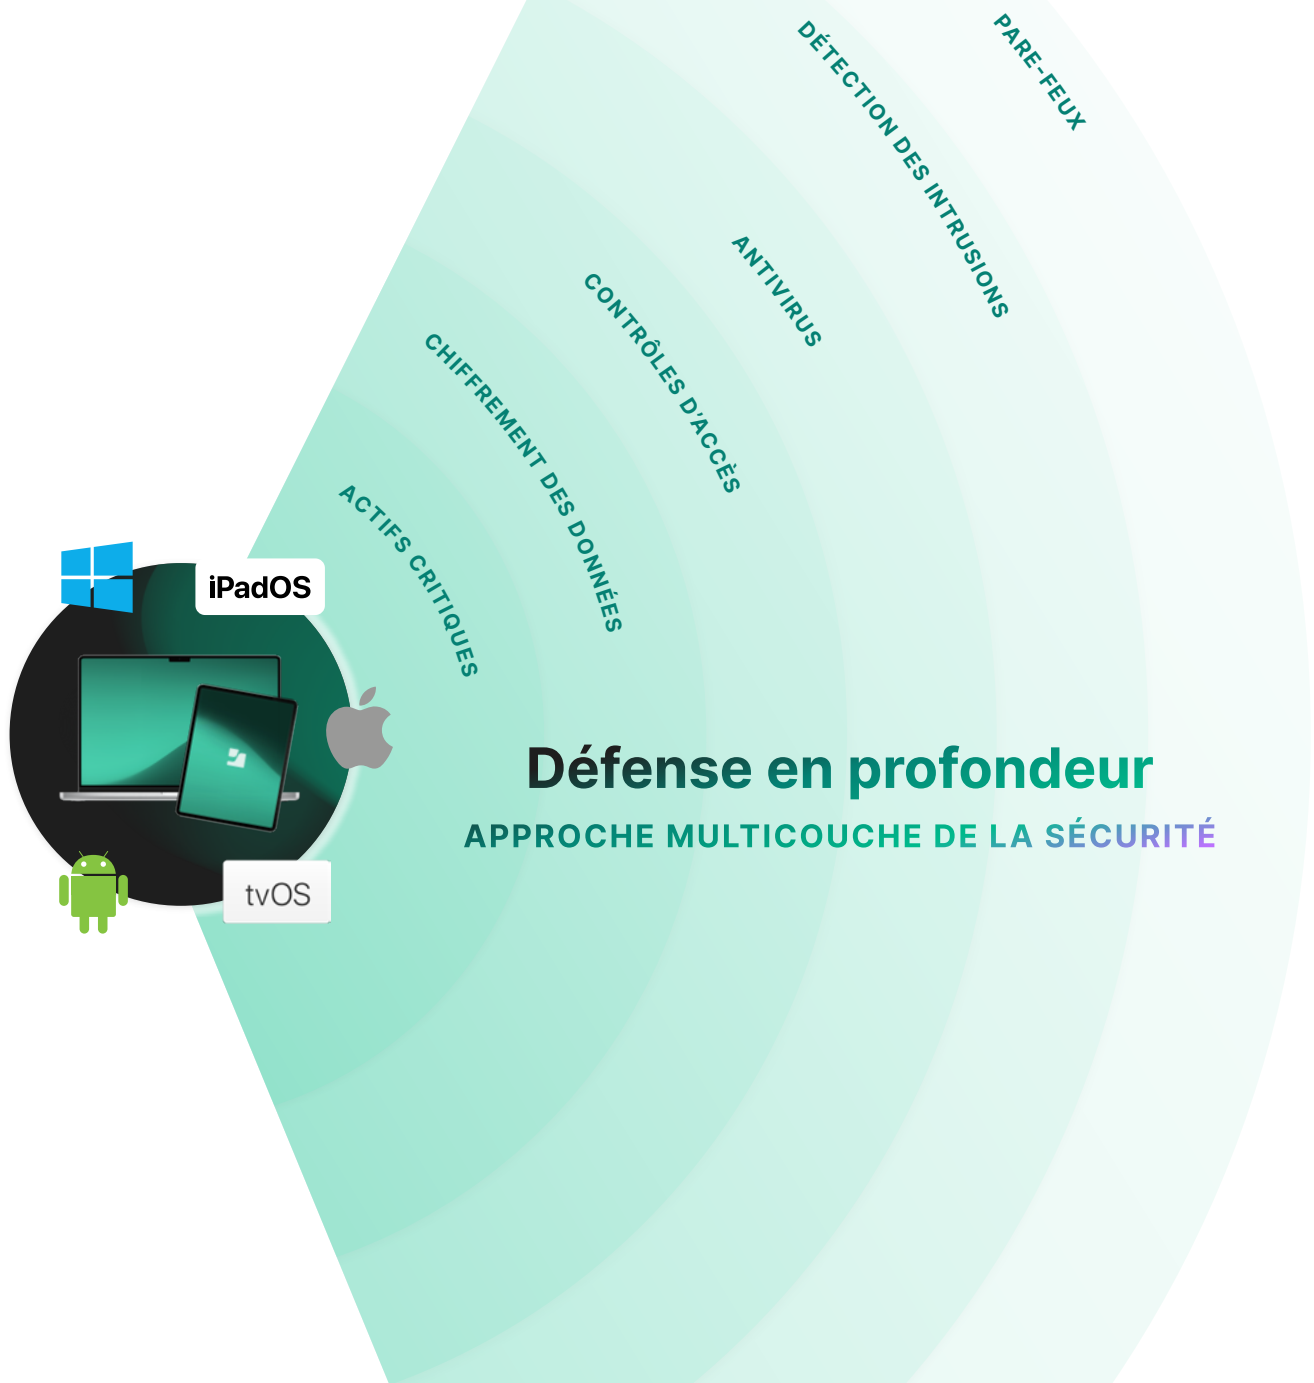 PARE-FEUX
DÉTECTION DES INTRUSIONS
ANTIVIRUS
CONTRÔLES D'ACCÈS
CHIFFREMENT DES DONNÉES
ACTIFS CRITIQUES
iPadOS
Défense en profondeur
APPROCHE MULTICOUCHE DE LA SÉCURITÉ
tvOS